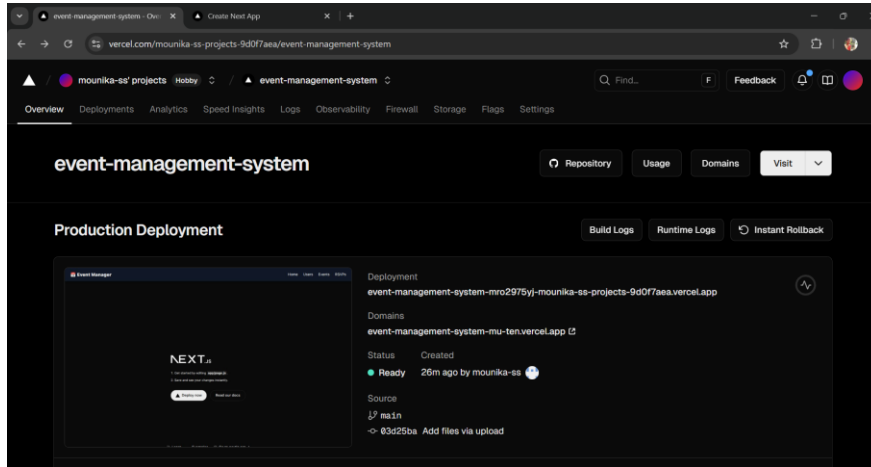 event-management-system - Ove
Create Next App
vercel.com/mounika-ss-projects-9d0f7aea/event-management-system
mounika-ss' projects Hobby / event-management-system
Find... F Feedback
Overview Deployments Analytics Speed Insights Logs Observability Firewall Storage Flags Settings
event-management-system
Repository Usage Domains Visit
Production Deployment
Build Logs Runtime Logs Instant Rollback
Event Manager Home Users Events RSVPs
NEXT.JS
Deploy now Read our docs
Deployment
event-management-system-mro2975yj-mounika-ss-projects-9d0f7aea.vercel.app
Domains
event-management-system-mu-ten.vercel.app
Status Created
Ready 26m ago by mounika-ss
Source
main
03d25ba Add files via upload